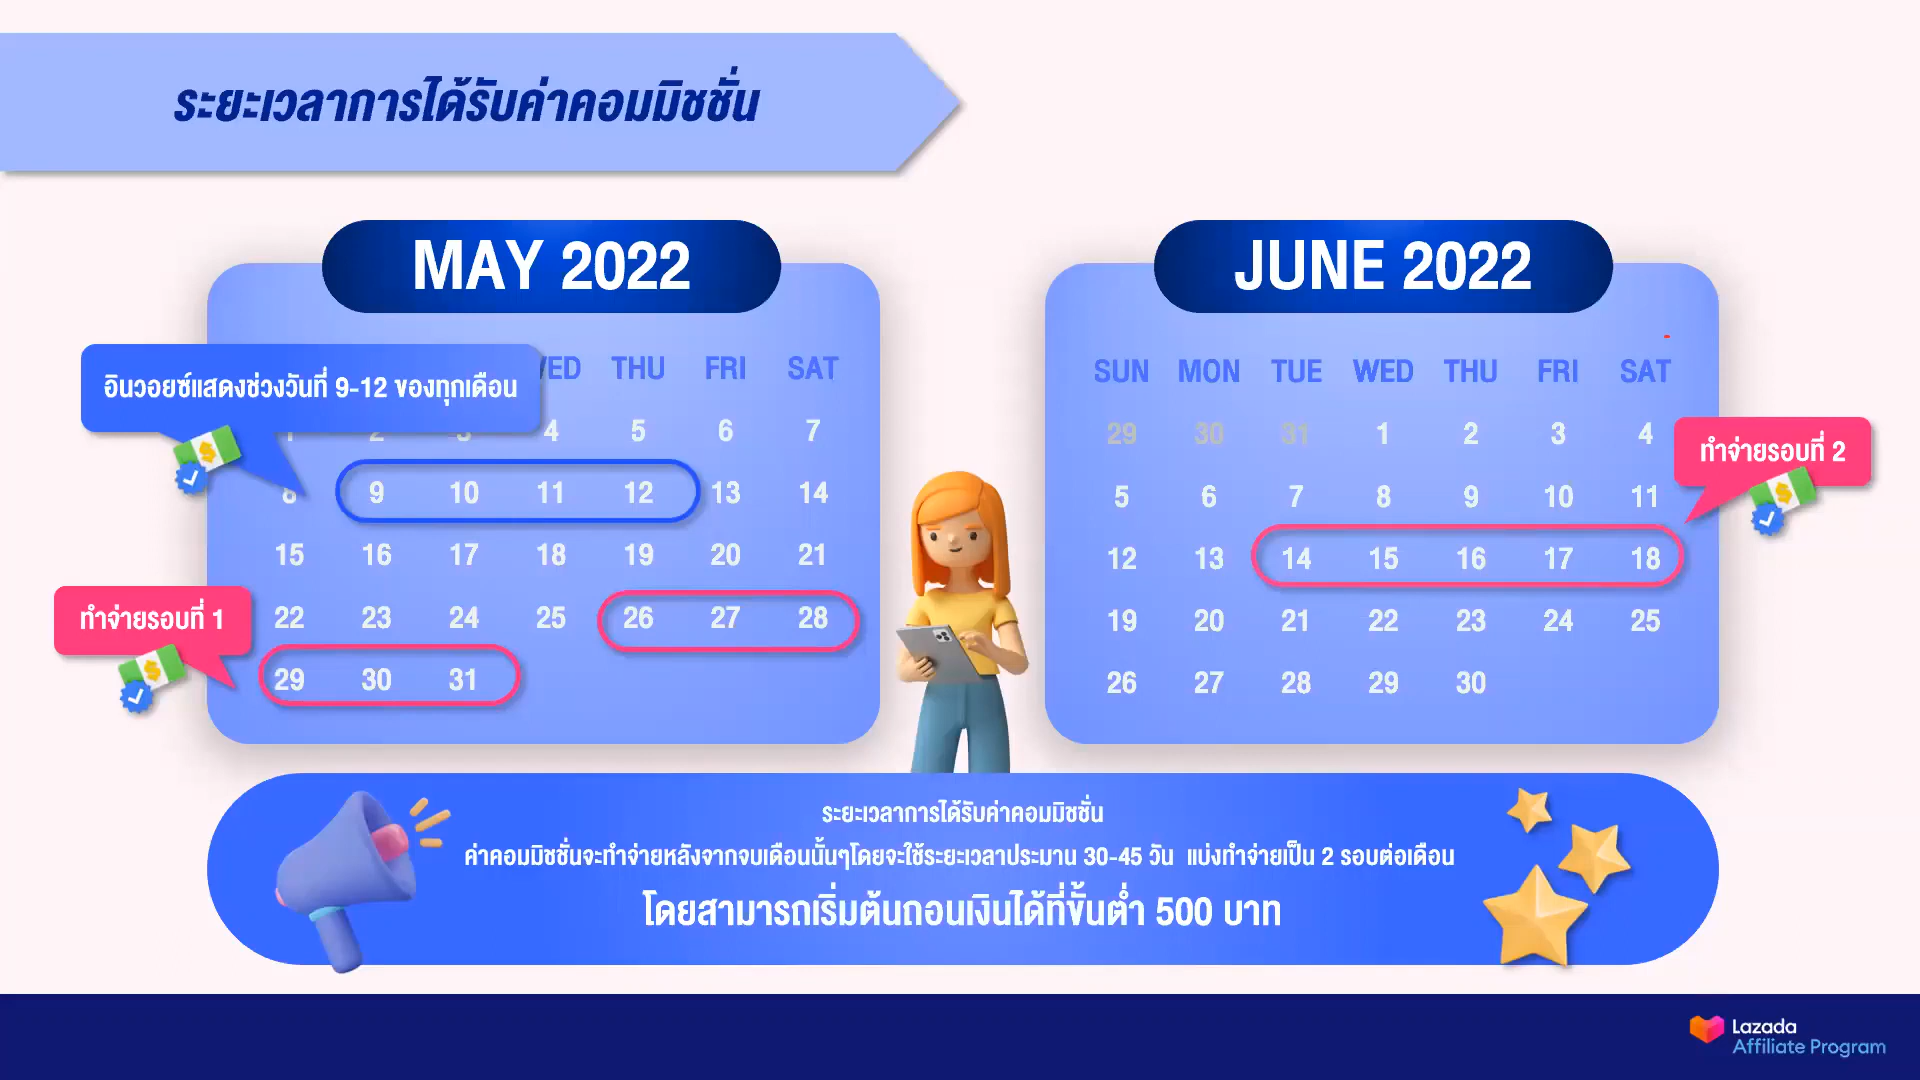 ระยะเวลาการได้รับค่าคอมมิชชั่น
MAY 2022
อินวอยซ์แสดงช่วงวันที่ 9-12 ของทุกเดือน
THU FRI SAT
4 5 6 7
8 9 10 11 12 13 14
15 16 17 18 19 20 21
22 23 24 25 26 27 28
29 30 31
ทำจ่ายรอบที่ 1
JUNE 2022
SUN MON TUE WED THU FRI SAT
29 30 31 1 2 3 4
5 6 7 8 9 10 11
12 13 14 15 16 17 18
19 20 21 22 23 24 25
26 27 28 29 30
ทำจ่ายรอบที่ 2
ระยะเวลาการได้รับค่าคอมมิชชั่น
ค่าคอมมิชชั่นจะทำจ่ายหลังจากจบเดือนนั้นๆโดยจะใช้ระยะเวลาประมาน 30-45 วัน แบ่งทำจ่ายเป็น 2 รอบต่อเดือน
โดยสามารถเริ่มต้นถอนเงินได้ที่ขั้นต่ำ 500 บาท
Lazada
Affiliate Program